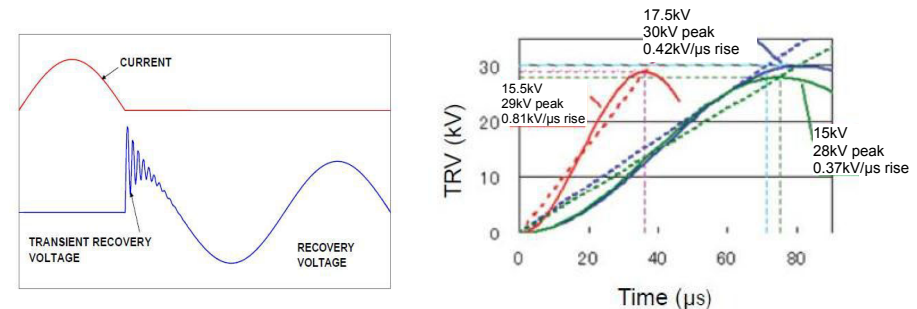 CURRENT
TRANSIENT RECOVERY
VOLTAGE
RECOVERY
VOLTAGE
17.5kV
30kV peak
0.42kV/µs rise
15.5kV
29kV peak
0.81kV/µs rise
15kV
28kV peak
0.37kV/µs rise
TRV (kV)
30
20
10
0
0 20 40 60 80
Time (µs)